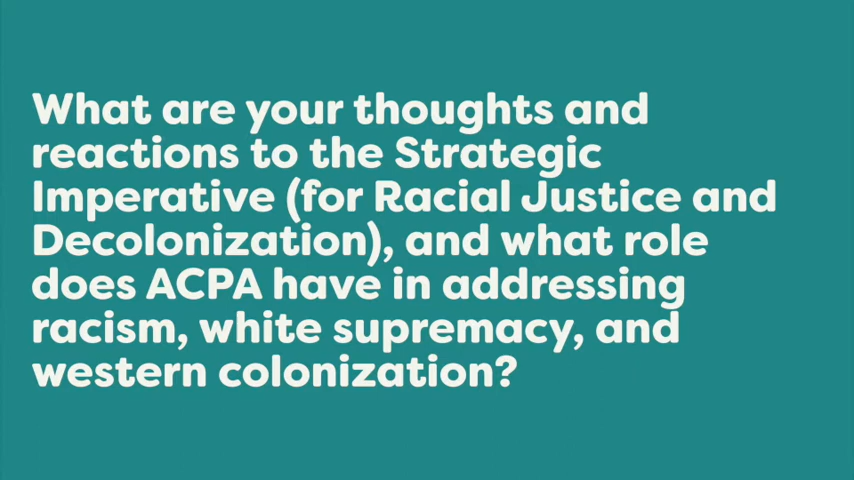 What are your thoughts and
reactions to the Strategic
Imperative (for Racial Justice and
Decolonization), and what role
does ACPA have in addressing
racism, white supremacy, and
western colonization?